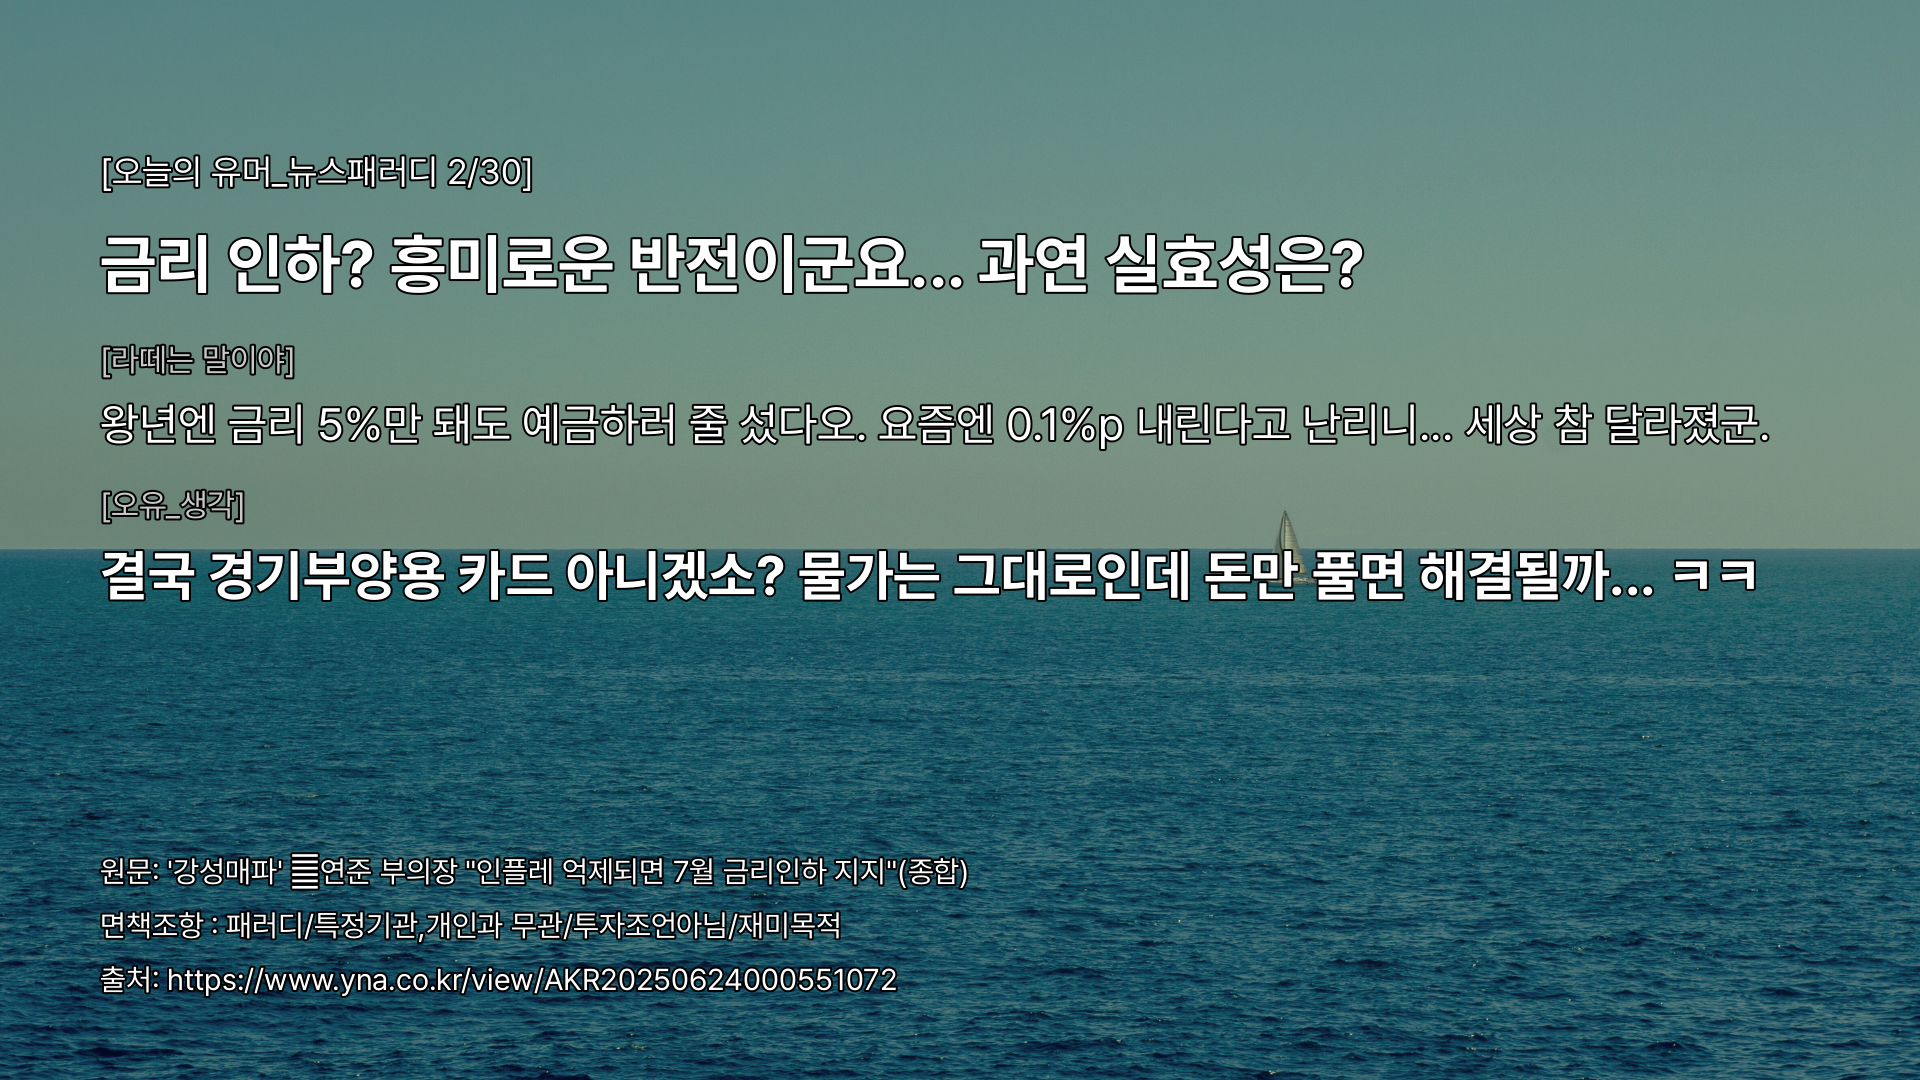 [오늘의 유머_뉴스패러디 2/30]
금리 인하? 흥미로운 반전이군요... 과연 실효성은?
[라떼는 말이야]
왕년엔 금리 5%만 돼도 예금하러 줄 섰다오. 요즘엔 0.1%p 내린다고 난리니... 세상 참 달라졌군.
[오유_생각]
결국 경기부양용 카드 아니겠소? 물가는 그대로인데 돈만 풀면 해결될까... ㅋㅋ
원문: '강성매파' 연준 부의장 "인플레 억제되면 7월 금리인하 지지"(종합)
면책조항 : 패러디/특정기관,개인과 무관/투자조언아님/재미목적
출처: https://www.yna.co.kr/view/AKR20250624000551072